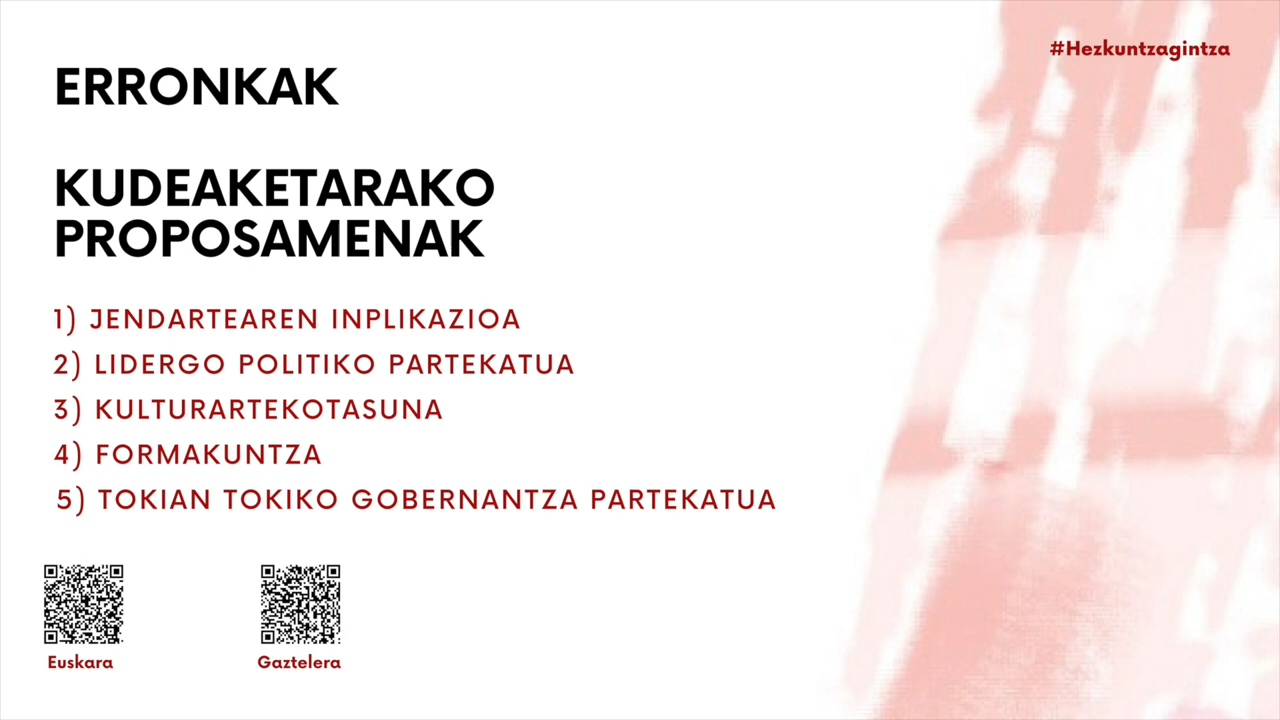 #Hezkuntzagintza
ERRONKAK
KUDEAKETARAKO
PROPOSAMENAK
1) JENDARTEAREN INPLIKAZIOA
2) LIDERGO POLITIKO PARTEKATUA
3) KULTURARTEKOTASUNA
4) FORMAKUNTZA
5) TOKIAN TOKIKO GOBERNANTZA PARTEKATUA
Euskara
Gaztelera